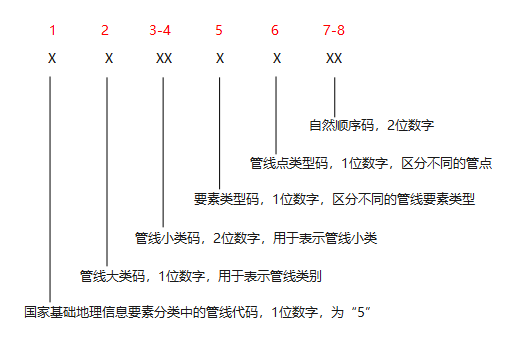 1 2 3-4 5 6 7-8
X X XX X X XX
自然顺序码，2位数字
管线点类型码，1位数字，区分不同的管点
要素类型码，1位数字，区分不同的管线要素类型
管线小类码，2位数字，用于表示管线小类
管线大类码，1位数字，用于表示管线类别
国家基础地理信息要素分类中的管线代码，1位数字，为“5”